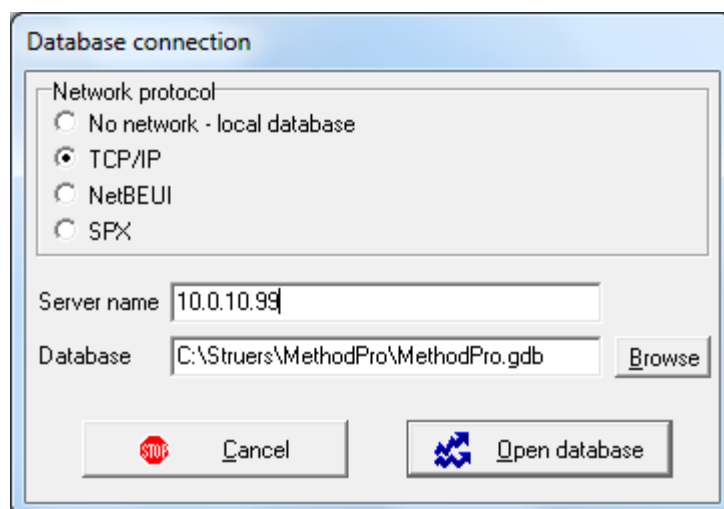 Database connection
Network protocol
No network - local database
TCP/IP
NetBEUI
SPX
Server name 10.0.10.99
Database C:\Struers\MethodPro\MethodPro.gdb Browse
STOP Cancel Open database